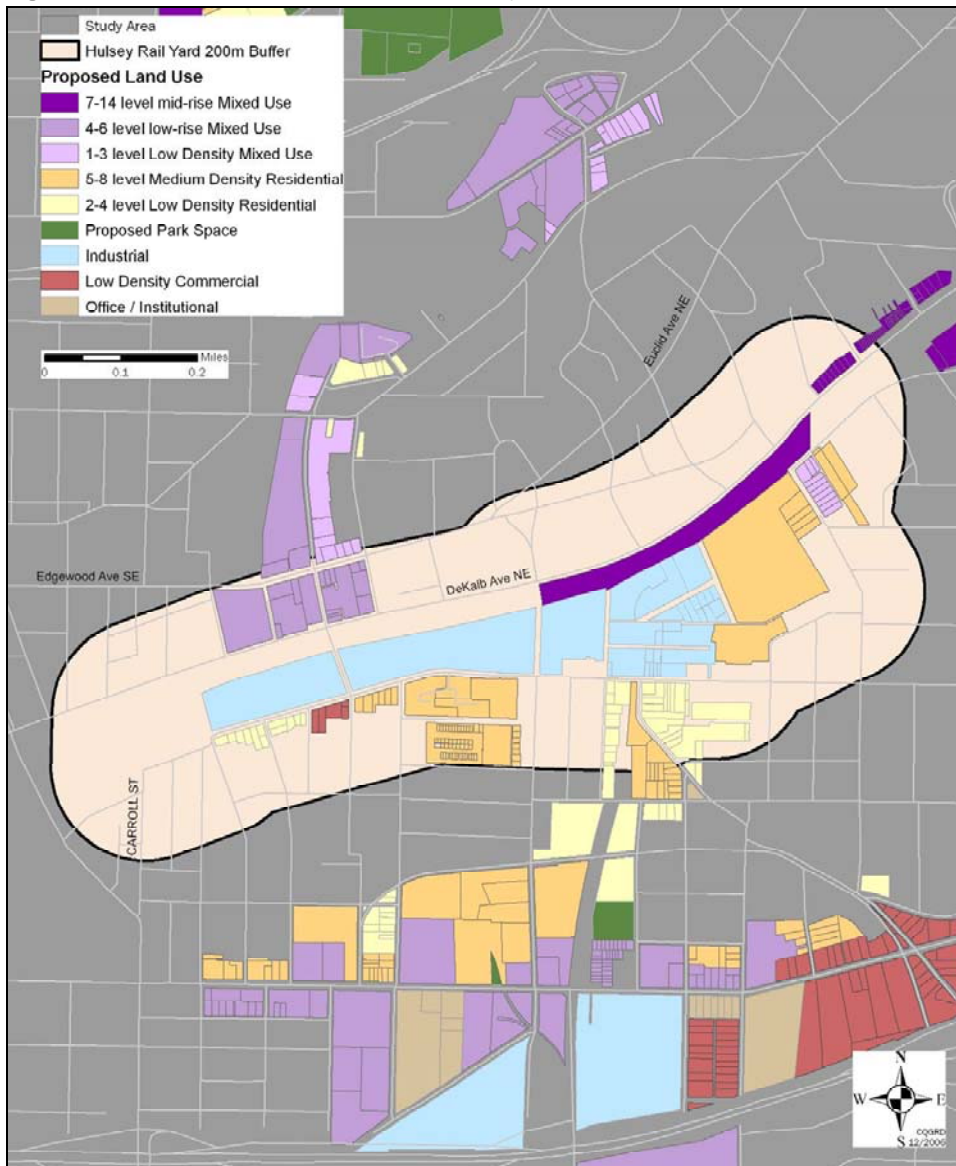 Study Area
Hulsey Rail Yard 200m Buffer
Proposed Land Use
7-14 level mid-rise Mixed Use
4-6 level low-rise Mixed Use
1-3 level Low Density Mixed Use
5-8 level Medium Density Residential
2-4 level Low Density Residential
Proposed Park Space
Industrial
Low Density Commercial
Office / Institutional
Miles
0 0.1 0.2
Euclid Ave NE
Edgewood Ave SE
DeKalb Ave NE
CARROLL ST
N
W E
S
CQGRD
12/2006